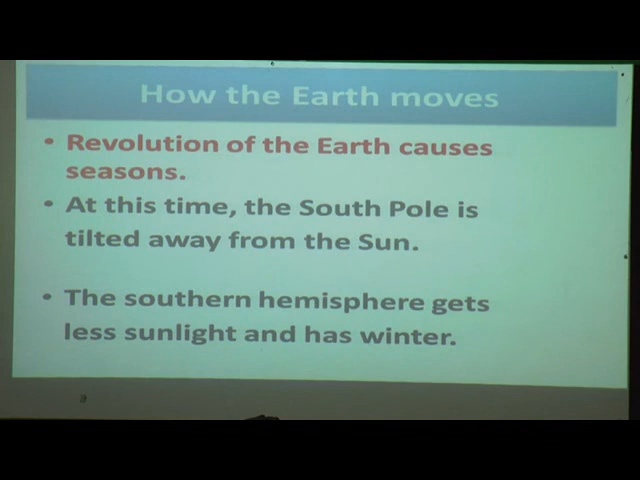 How the Earth moves
• Revolution of the Earth causes
seasons.
• At this time, the South Pole is
tilted away from the Sun.
• The southern hemisphere gets
less sunlight and has winter.